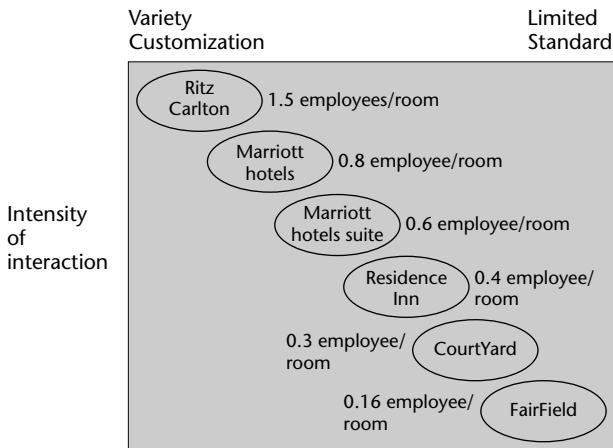 Variety
Customization
Limited
Standard
Ritz
Carlton
1.5 employees/room
Marriott
hotels
0.8 employee/room
Intensity
of
interaction
Marriott
hotels suite
0.6 employee/room
Residence
Inn
0.4 employee/
room
0.3 employee/
room
CourtYard
0.16 employee/
room
FairField